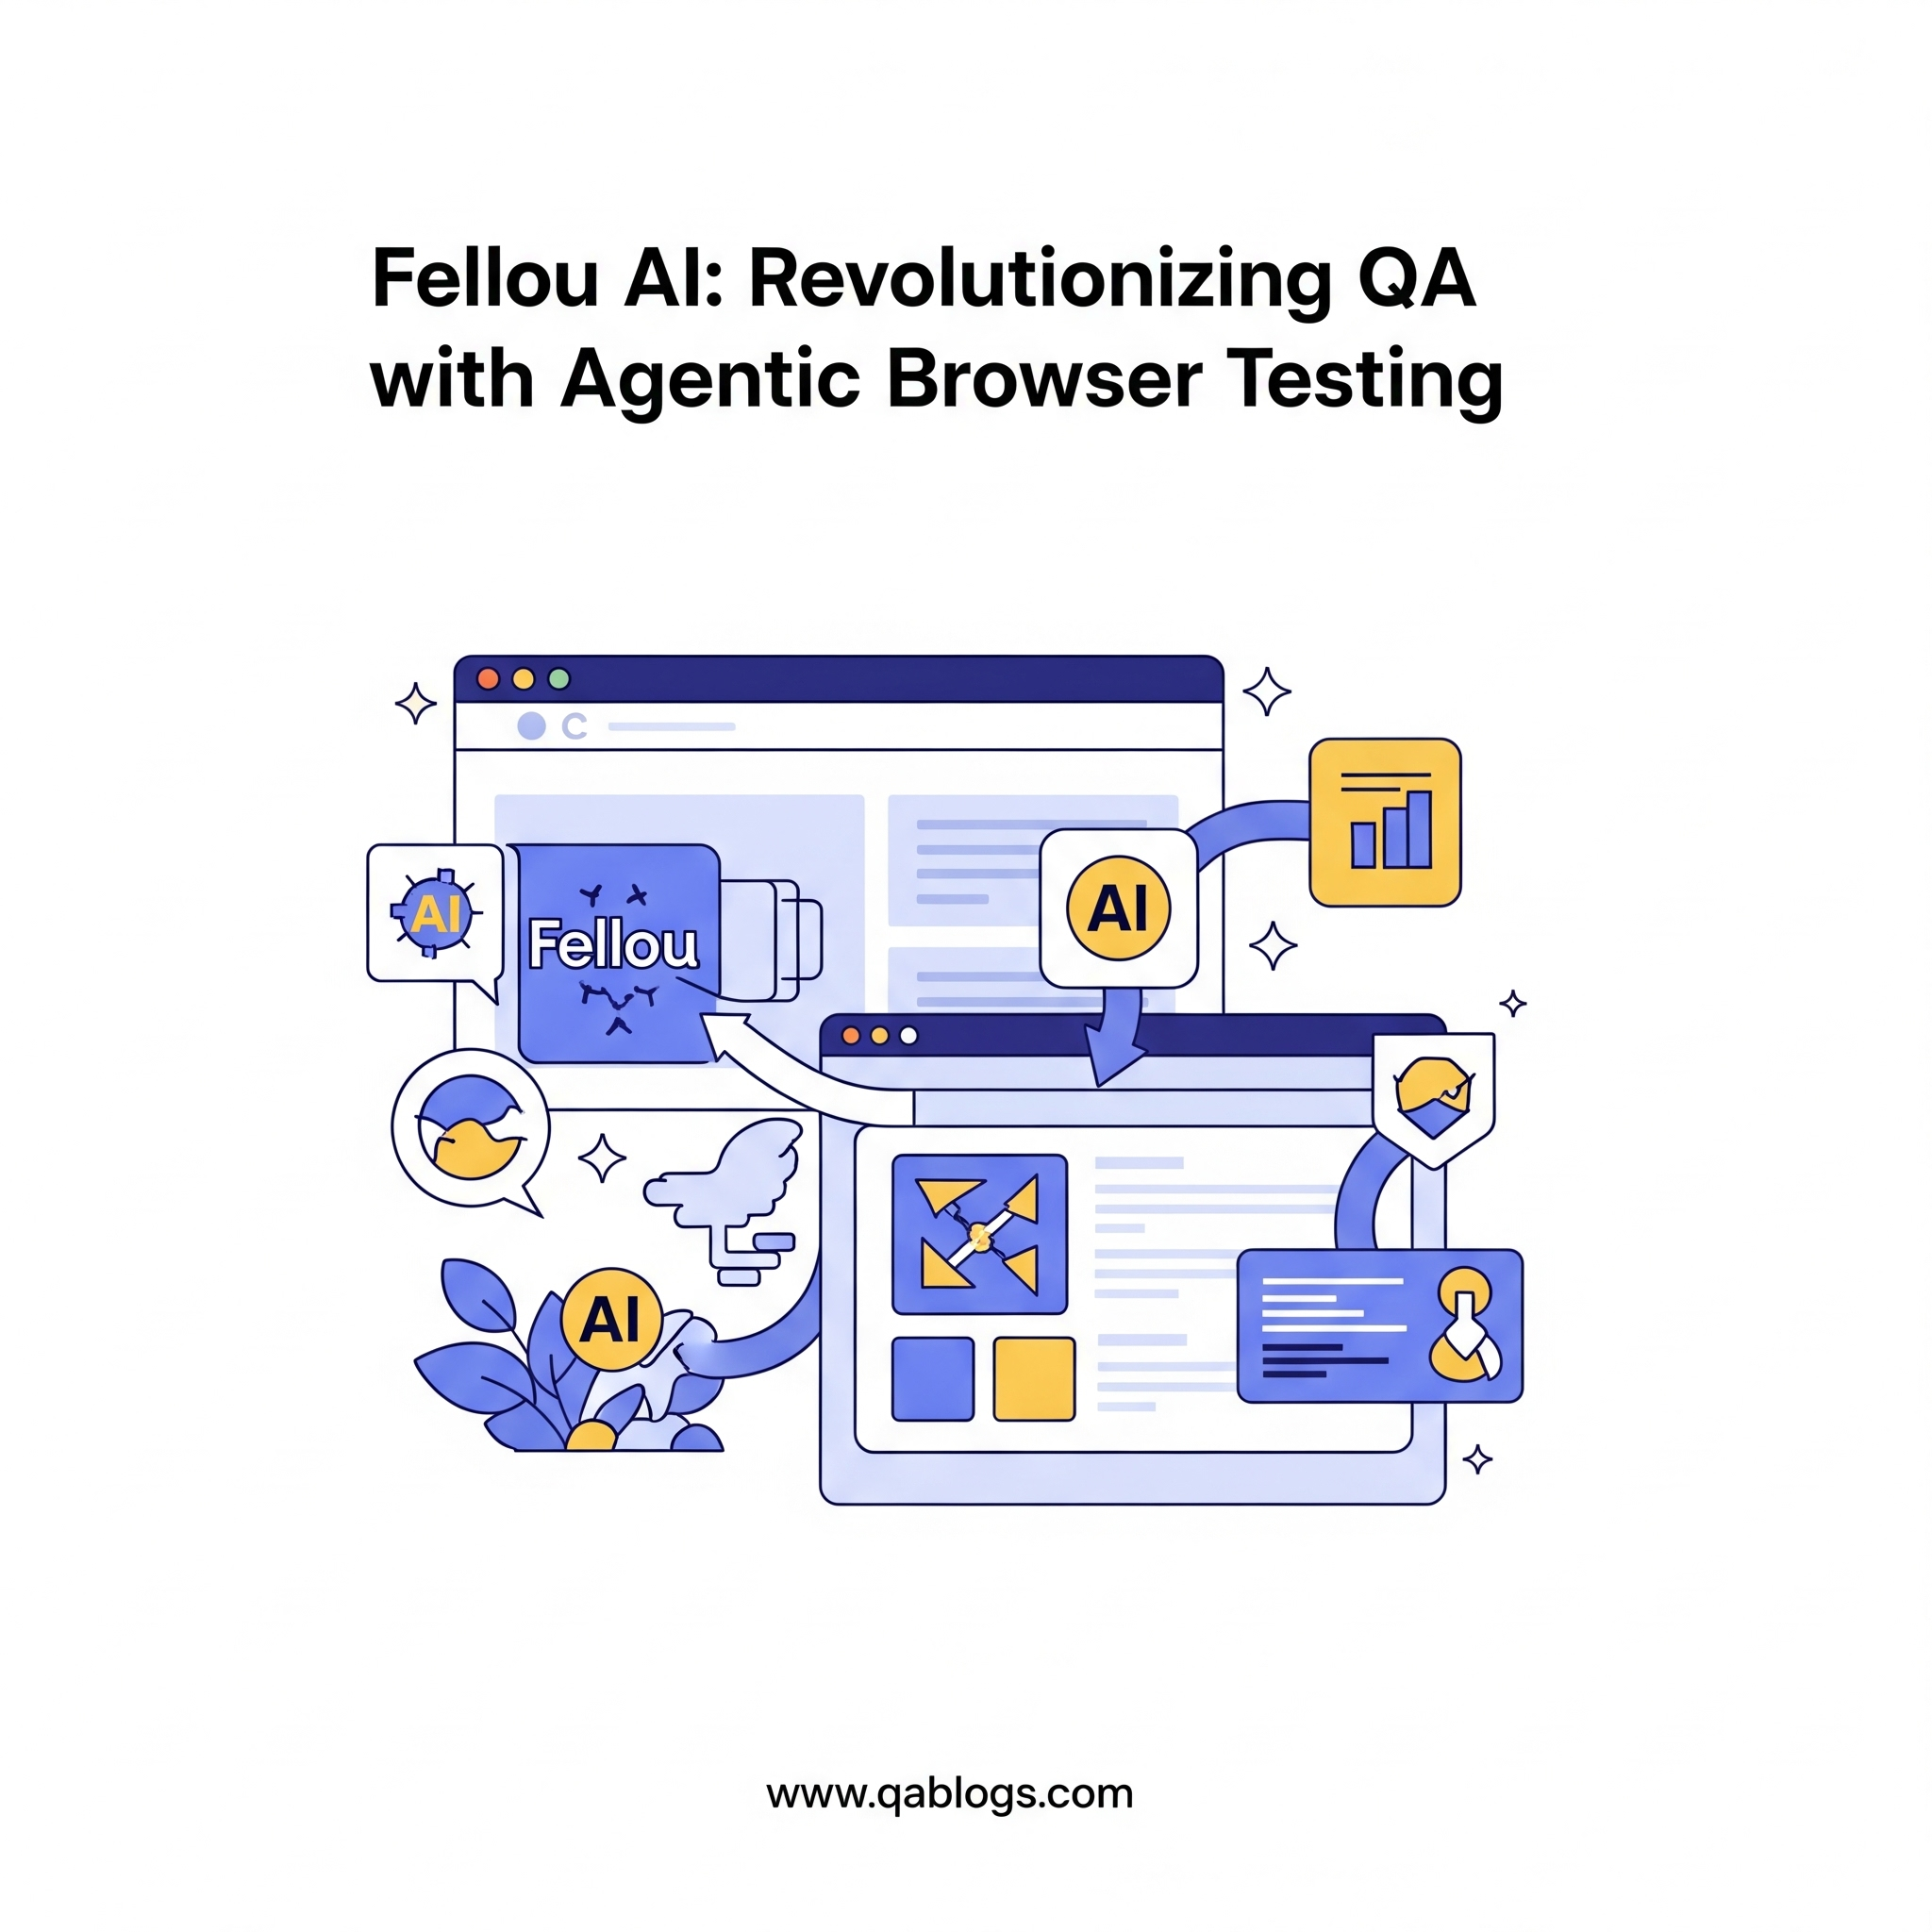 Fellou AI: Revolutionizing QA
with Agentic Browser Testing
C
AI
Fellou
AI
AI
www.qablogs.com